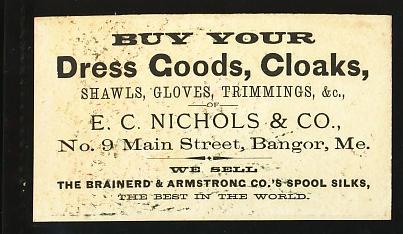 BUY YOUR
Dress Goods, Cloaks,
SHAWLS, GLOVES, TRIMMINGS, &c.,
OF
E. C. NICHOLS & CO.,
No. 9 Main Street, Bangor, Me.
WE SELL
THE BRAINERD & ARMSTRONG CO.'S SPOOL SILKS,
THE BEST IN THE WORLD.